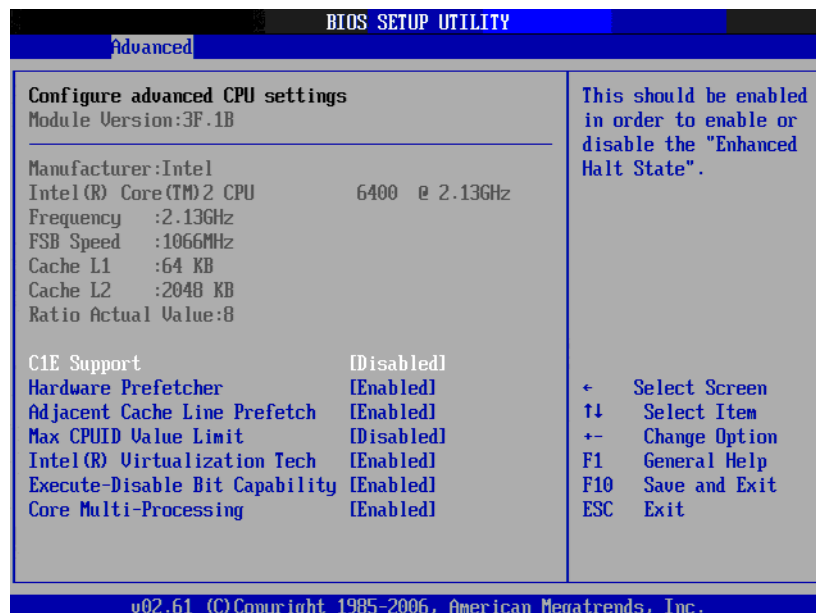 BIOS SETUP UTILITY
Advanced
Configure advanced CPU settings
Module Version:3F.1B
Manufacturer:Intel
Intel(R) Core(TM)2 CPU 6400 @ 2.13GHz
Frequency :2.13GHz
FSB Speed :1066MHz
Cache L1 :64 KB
Cache L2 :2048 KB
Ratio Actual Value:8
C1E Support [Disabled]
Hardware Prefetcher [Enabled]
Adjacent Cache Line Prefetch [Enabled]
Max CPUID Value Limit [Disabled]
Intel(R) Virtualization Tech [Enabled]
Execute-Disable Bit Capability [Enabled]
Core Multi-Processing [Enabled]
This should be enabled
in order to enable or
disable the "Enhanced
Halt State".
← Select Screen
↑↓ Select Item
+- Change Option
F1 General Help
F10 Save and Exit
ESC Exit
v02.61 (C)Copyright 1985-2006, American Megatrends, Inc.